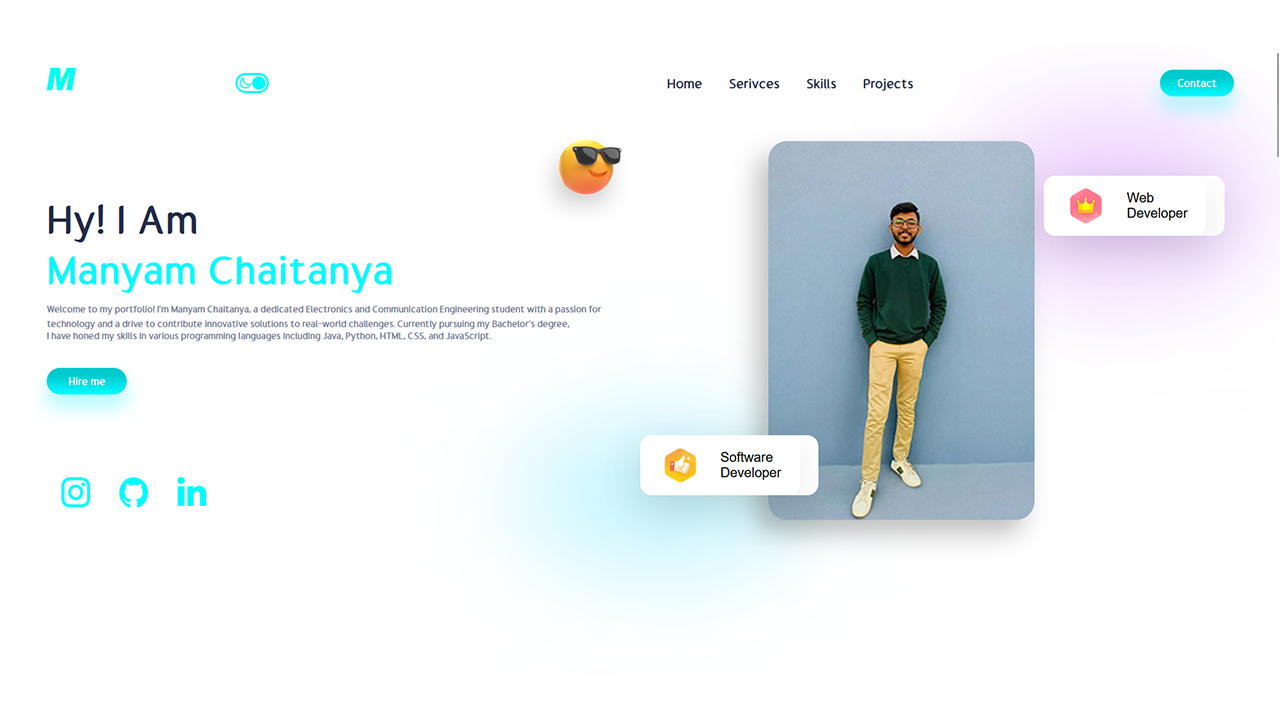 M
Home Serivces Skills Projects
Contact
Hy! I Am
Manyam Chaitanya
Welcome to my portfolio! I'm Manyam Chaitanya, a dedicated Electronics and Communication Engineering student with a passion for
technology and a drive to contribute innovative solutions to real-world challenges. Currently pursuing my Bachelor's degree,
I have honed my skills in various programming languages including Java, Python, HTML, CSS, and JavaScript.
Hire me
in
Web
Developer
Software
Developer